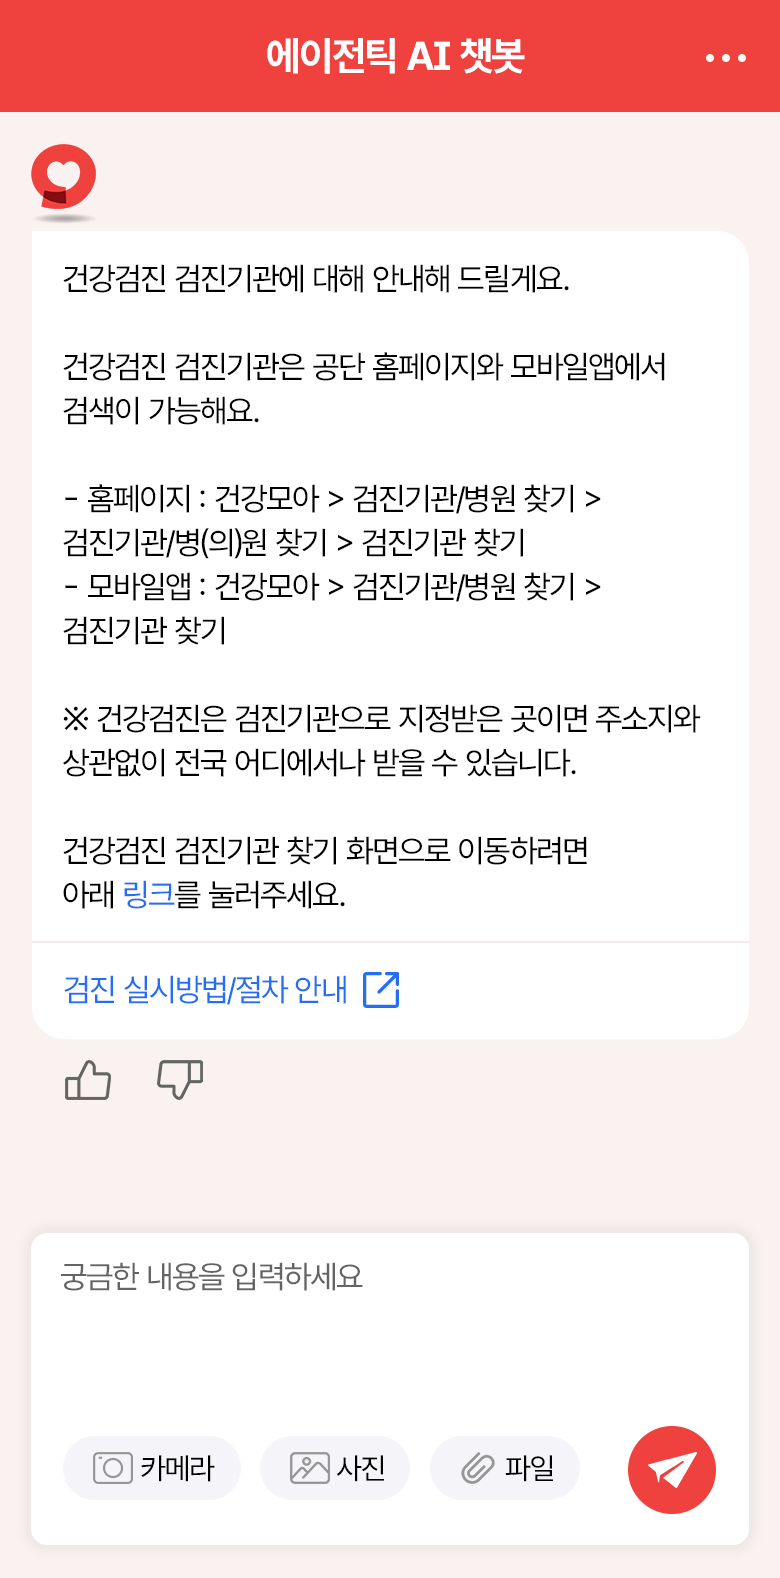 에이전틱 AI 챗봇
건강검진 검진기관에 대해 안내해 드릴게요.
건강검진 검진기관은 공단 홈페이지와 모바일앱에서
검색이 가능해요.
- 홈페이지 : 건강모아 > 검진기관/병원 찾기 >
검진기관/병(의)원 찾기 > 검진기관 찾기
- 모바일앱 : 건강모아 > 검진기관/병원 찾기 >
검진기관 찾기
※ 건강검진은 검진기관으로 지정받은 곳이면 주소지와
상관없이 전국 어디에서나 받을 수 있습니다.
건강검진 검진기관 찾기 화면으로 이동하려면
아래 링크를 눌러주세요.
검진 실시방법/절차 안내
궁금한 내용을 입력하세요
카메라 사진 파일